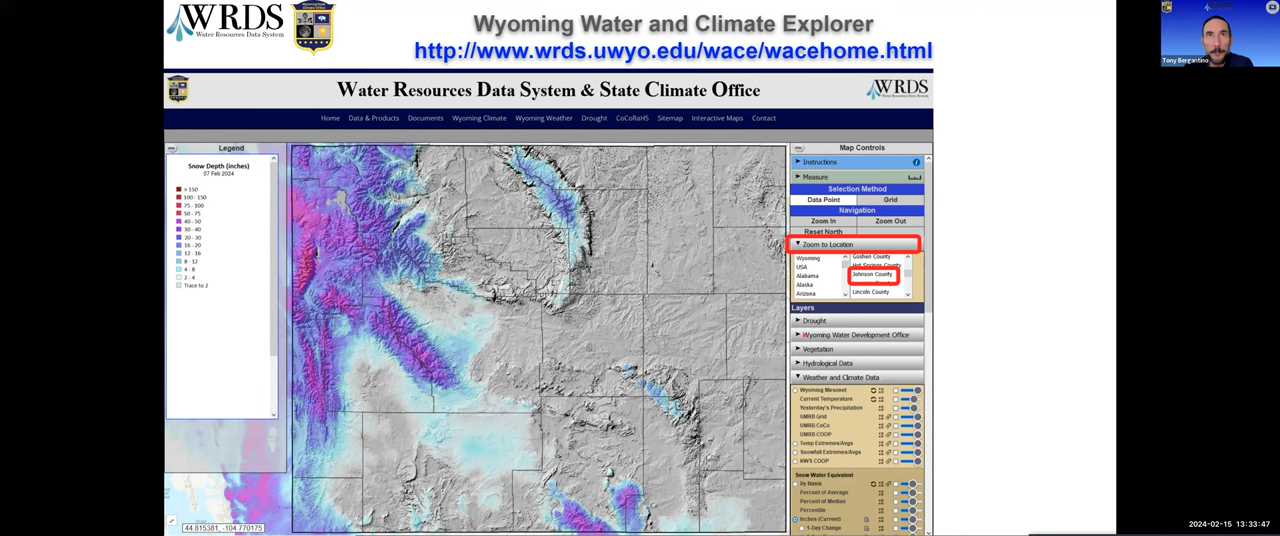 WRDS
Water Resources Data System
Wyoming Water and Climate Explorer
http://www.wrds.uwyo.edu/wace/wacehome.html
Tony Bergantino
Water Resources Data System & State Climate Office
WRDS
Home Data & Products Documents Wyoming Climate Wyoming Weather Drought CoCoRaHS Sitemap Interactive Maps Contact
Legend
Snow Depth (inches)
07 Feb 2024
> 150
100 - 150
75 - 100
50 - 75
40 - 50
30 - 40
20 - 30
16 - 20
12 - 16
8 - 12
4 - 8
2 - 4
Trace to 2
44.815381, -104.770175
Map Controls
Instructions
Measure
Selection Method
Data Point Grid
Navigation
Zoom In Zoom Out
Reset North
Zoom to Location
Wyoming
USA
Alabama
Alaska
Arizona
Goshen County
Hot Springs County
Johnson County
Lincoln County
Layers
Drought
Wyoming Water Development Office
Vegetation
Hydrological Data
Weather and Climate Data
Wyoming Mesonet
Current Temperature
Yesterday's Precipitation
UMRB Grid
UMRB CoCo
UMRB COOP
Temp Extremes/Avgs
Snowfall Extremes/Avgs
NWS COOP
Snow Water Equivalent
By Basin
Percent of Average
Percent of Median
Percentile
Inches (Current)
1-Day Change
2024-02-15 13:33:47